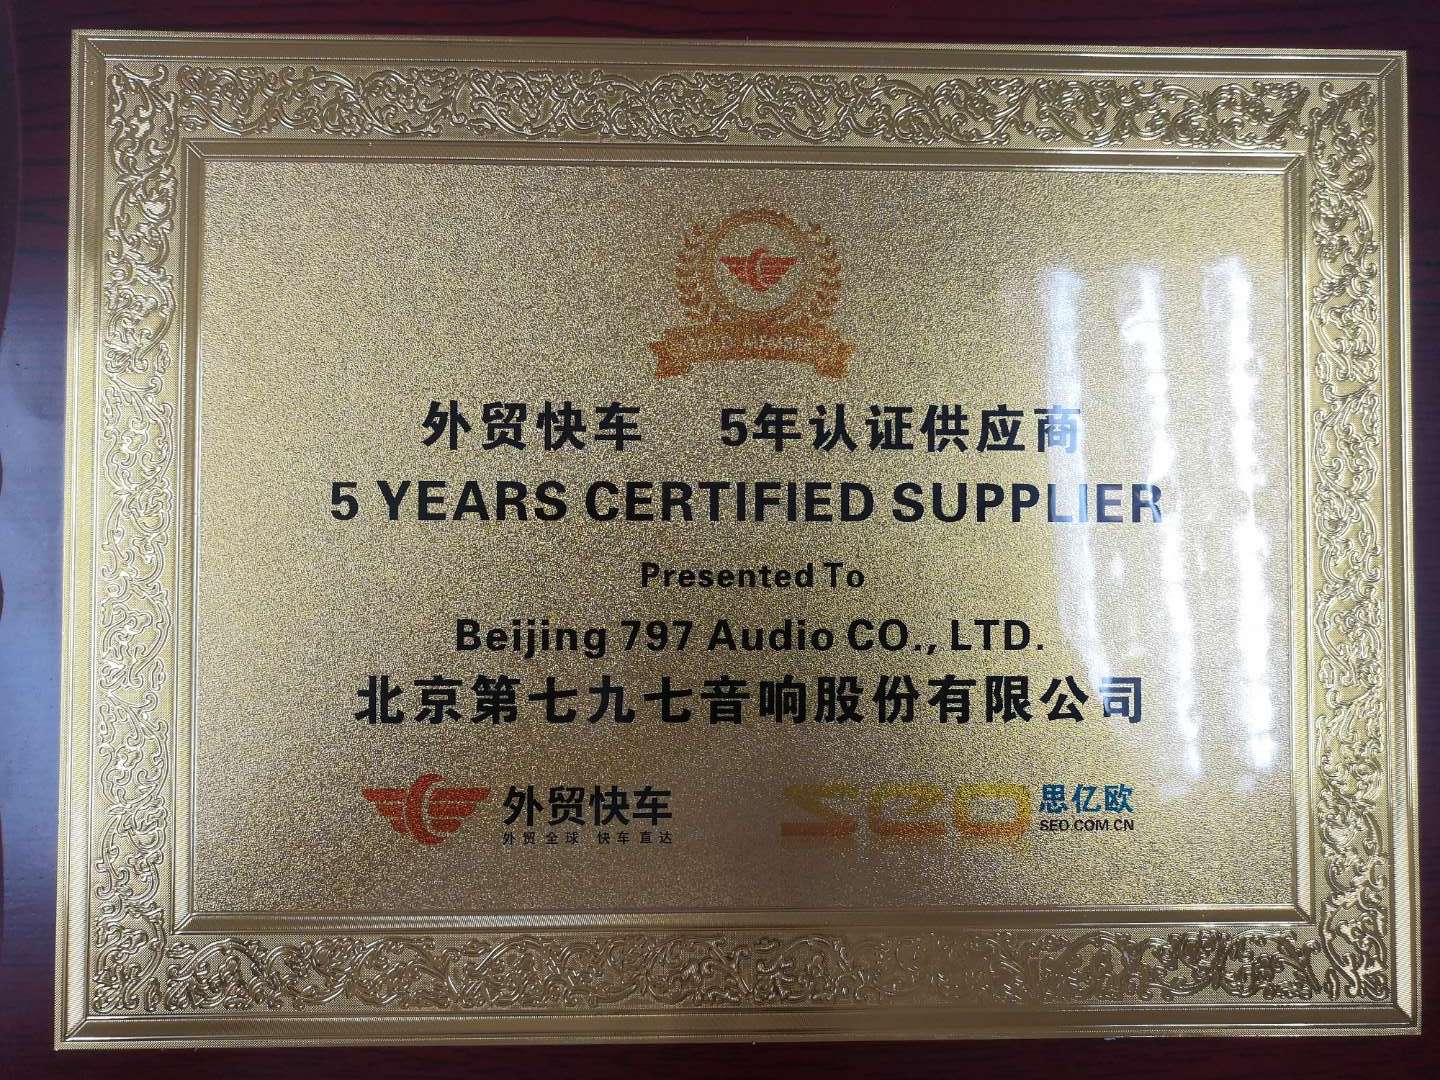 外贸快车 5年认证供应商
5 YEARS CERTIFIED SUPPLIER
Presented To
Beijing 797 Audio CO., LTD.
北京第七九七音响股份有限公司
外贸快车
外贸全球 快车直达
seo 思亿欧
SEO.COM.CN